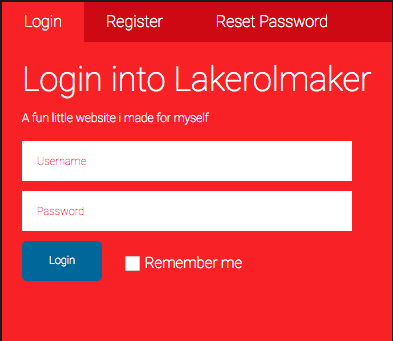 Login Register Reset Password
Login into Lakerolmaker
A fun little website i made for myself
Username
Password
Login Remember me